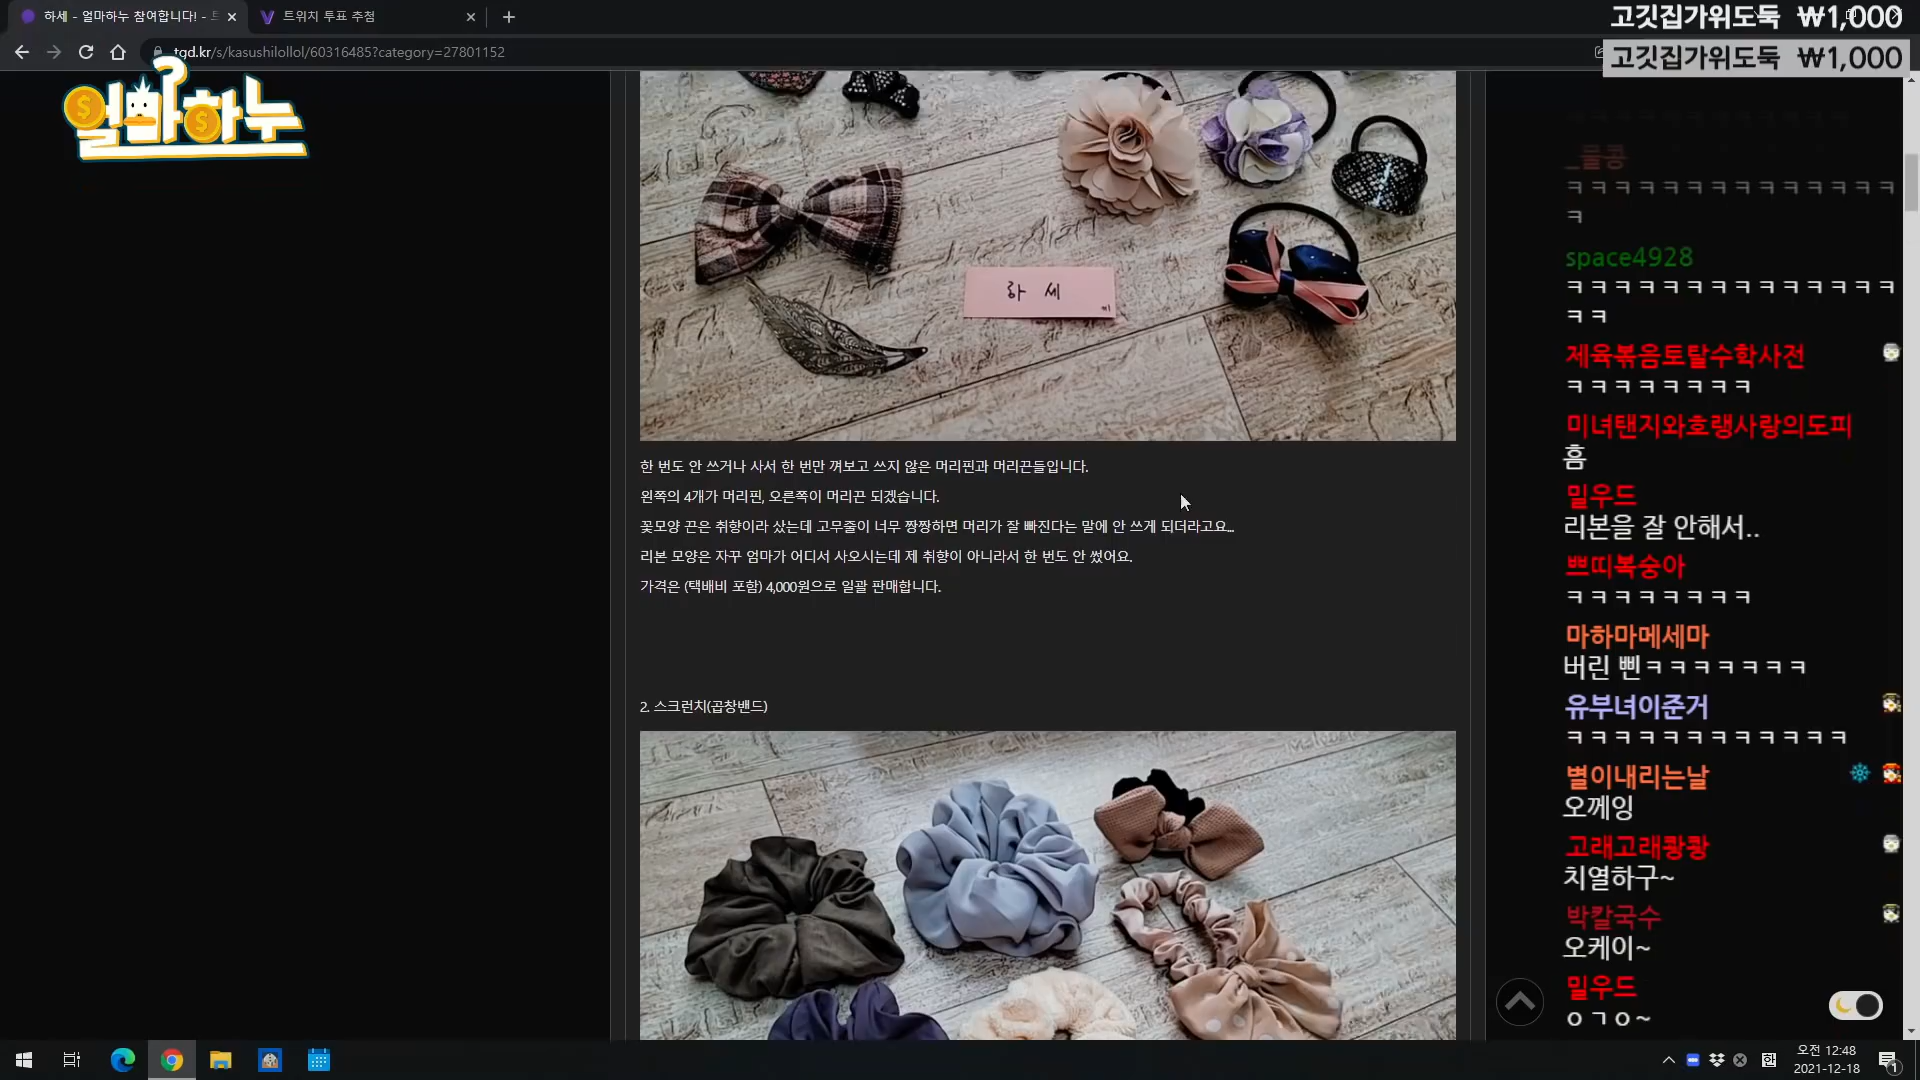 하세 - 얼마하누 참여합니다! - 트
트위치 투표 추첨
tgd.kr/s/kasushilollol/60316485?category=27801152
고깃집가위도둑 ₩1,000
고깃집가위도둑 ₩1,000
얼마하누
?
하 세
한 번도 안 쓰거나 사서 한 번만 껴보고 쓰지 않은 머리핀과 머리끈들입니다.
왼쪽의 4개가 머리핀, 오른쪽이 머리끈 되겠습니다.
꽃모양 끈은 취향이라 샀는데 고무줄이 너무 짱짱하면 머리가 잘 빠진다는 말에 안 쓰게 되더라고요...
리본 모양은 자꾸 엄마가 어디서 사오시는데 제 취향이 아니라서 한 번도 안 썼어요.
가격은 (택배비 포함) 4,000원으로 일괄 판매합니다.
2. 스크런치(곱창밴드)
ㅋㅋㅋㅋㅋㅋㅋㅋㅋㅋㅋㅋㅋㅋ
ㅋ
space4928
ㅋㅋㅋㅋㅋㅋㅋㅋㅋㅋㅋㅋㅋㅋ
ㅋㅋ
제육볶음토탈수학사전
ㅋㅋㅋㅋㅋㅋㅋㅋ
미녀탠지와호랭사랑의도피
흠
밀우드
리본을 잘 안해서..
쁘띠복숭아
ㅋㅋㅋㅋㅋㅋㅋㅋ
마하마메세마
버린 삔ㅋㅋㅋㅋㅋㅋㅋ
유부녀이준거
ㅋㅋㅋㅋㅋㅋㅋㅋㅋㅋㅋㅋ
별이내리는날
오께잉
고래고래쾅쾅
치열하구~
박칼국수
오케이~
밀우드
ㅇㄱㅇ~
한
오전 12:48
2021-12-18
1